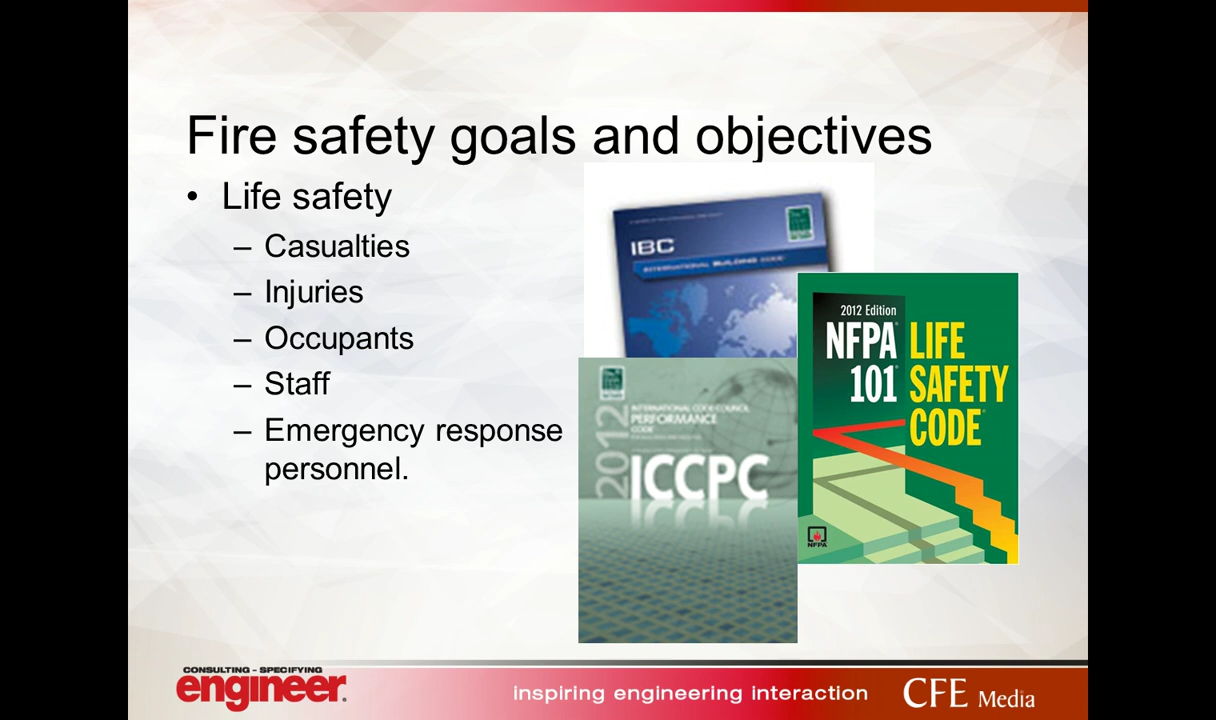 Fire safety goals and objectives
• Life safety
– Casualties
– Injuries
– Occupants
– Staff
– Emergency response
personnel.
IBC
INTERNATIONAL BUILDING CODE
2012 Edition
NFPA
101
LIFE
SAFETY
CODE
NFPA
2012
INTERNATIONAL CODE COUNCIL
PERFORMANCE
CODE
ICCPC
CONSULTING - SPECIFYING
engineer.
inspiring engineering interaction
CFE Media